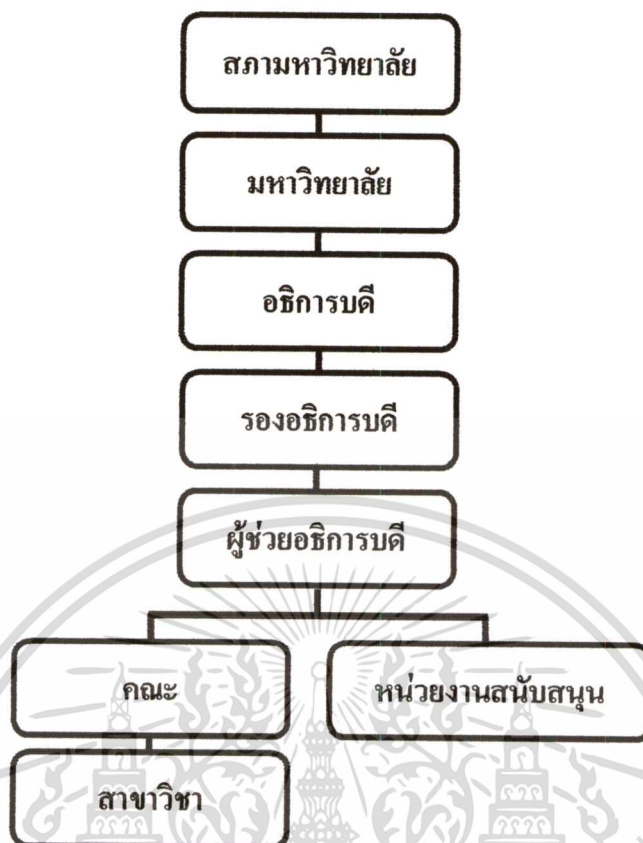 สภามหาวิทยาลัย
มหาวิทยาลัย
อธิการบดี
รองอธิการบดี
ผู้ช่วยอธิการบดี
คณะ
หน่วยงานสนับสนุน
สาขาวิชา